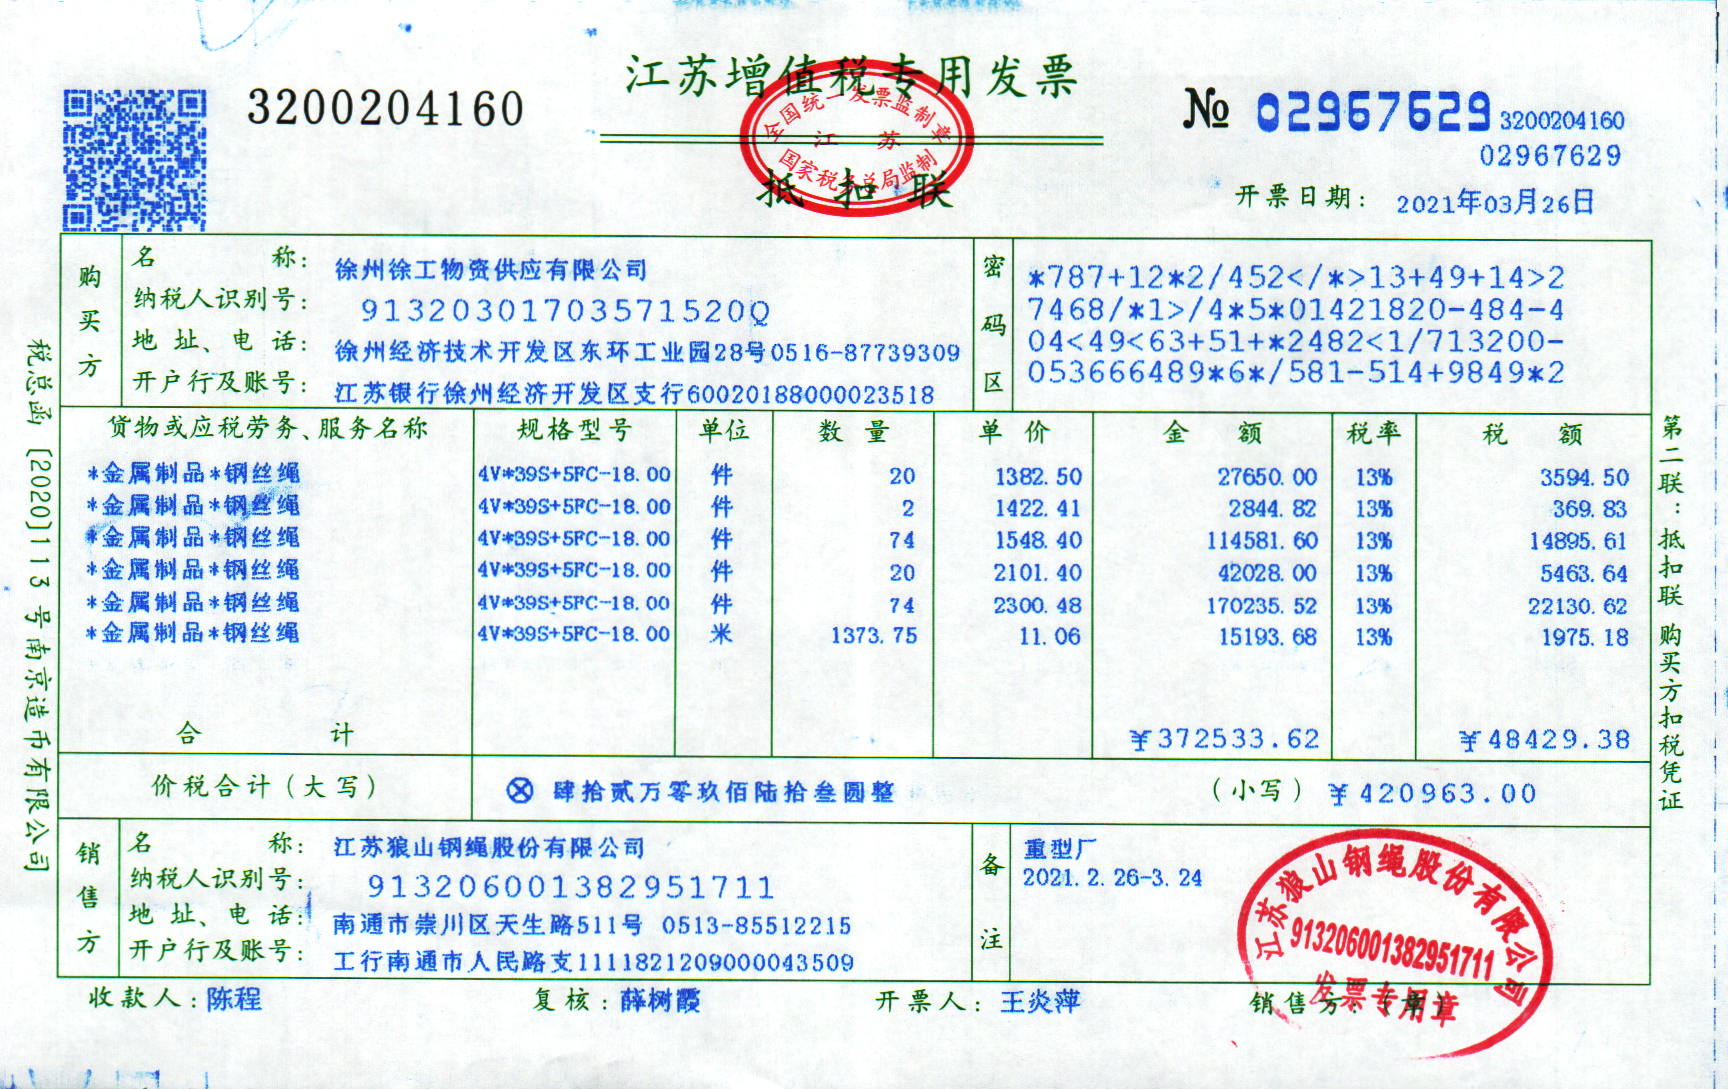 江苏增值税专用发票
3200204160
№ 02967629 3200204160
02967629
全国统一发票监制章
江 苏
国家税务总局监制
抵 扣 联
开票日期: 2021年03月26日
购买方
名 称: 徐州徐工物资供应有限公司
纳税人识别号: 91320301703571520Q
地 址、电 话: 徐州经济技术开发区东环工业园28号0516-87739309
开户行及账号: 江苏银行徐州经济开发区支行60020188000023518
密码区
*787+12*2/452</*>13+49+14>2
7468/*1>/4*5*01421820-484-4
04<49<63+51+*2482<1/713200-
053666489*6*/581-514+9849*2
货物或应税劳务、服务名称 规格型号 单位 数 量 单 价 金 额 税率 税 额
*金属制品*钢丝绳 4V*39S+5FC-18.00 件 20 1382.50 27650.00 13% 3594.50
*金属制品*钢丝绳 4V*39S+5FC-18.00 件 2 1422.41 2844.82 13% 369.83
*金属制品*钢丝绳 4V*39S+5FC-18.00 件 74 1548.40 114581.60 13% 14895.61
*金属制品*钢丝绳 4V*39S+5FC-18.00 件 20 2101.40 42028.00 13% 5463.64
*金属制品*钢丝绳 4V*39S+5FC-18.00 件 74 2300.48 170235.52 13% 22130.62
*金属制品*钢丝绳 4V*39S+5FC-18.00 米 1373.75 11.06 15193.68 13% 1975.18
合 计 ¥372533.62 ¥48429.38
价税合计(大写) ⊗ 肆拾贰万零玖佰陆拾叁圆整 (小写) ¥420963.00
销售方
名 称: 江苏狼山钢绳股份有限公司
纳税人识别号: 913206001382951711
地 址、电 话: 南通市崇川区天生路511号 0513-85512215
开户行及账号: 工行南通市人民路支1111821209000043509
备注
重型厂
2021.2.26-3.24
江苏狼山钢绳股份有限公司
913206001382951711
发票专用章
收款人: 陈程 复核: 薛树霞 开票人: 王炎萍 销售方:(章)
税总函[2020]113号南京造币有限公司
第二联:抵扣联 购买方扣税凭证